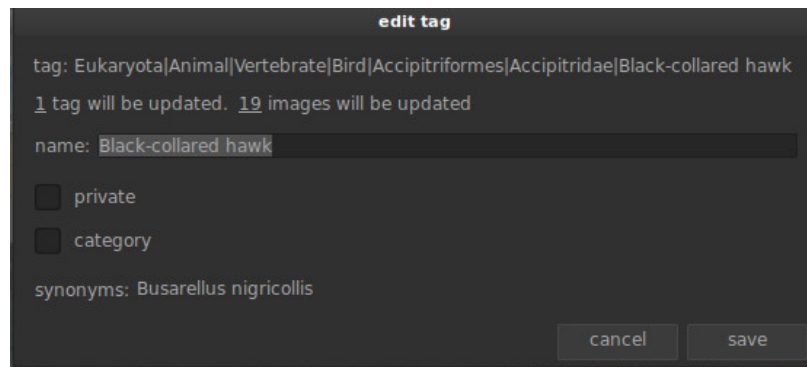 edit tag
tag: Eukaryota|Animal|Vertebrate|Bird|Accipitriformes|Accipitridae|Black-collared hawk
1 tag will be updated. 19 images will be updated
name: Black-collared hawk
private
category
synonyms: Busarellus nigricollis
cancel save